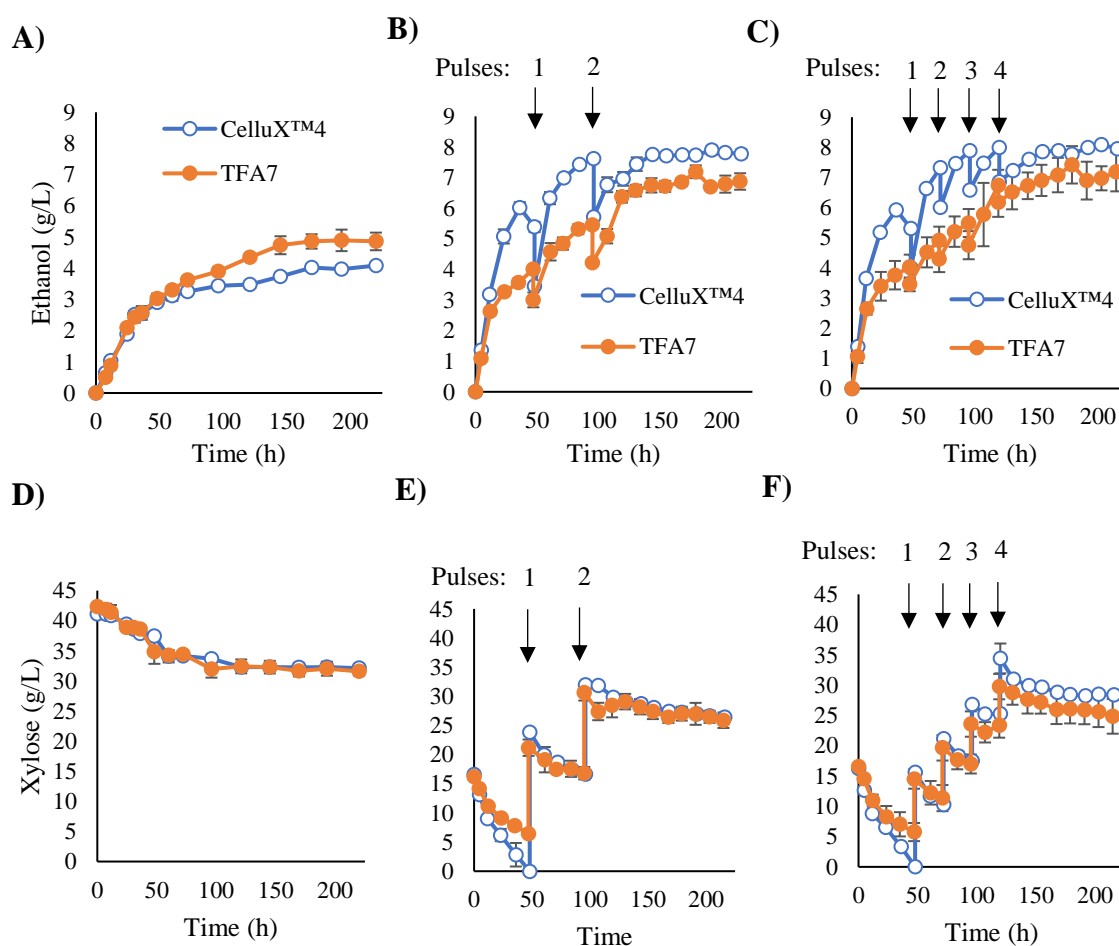 A)
B)
C)
Pulses: 1 2
Pulses: 1 2 3 4
9
8
7
6
5
4
3
2
1
0
Ethanol (g/L)
CelluX™4
TFA7
0 50 100 150 200
Time (h)
9
8
7
6
5
4
3
2
1
0
CelluX™4
TFA7
0 50 100 150 200
Time (h)
9
8
7
6
5
4
3
2
1
0
CelluX™4
TFA7
0 50 100 150 200
Time (h)
D)
E)
F)
Pulses: 1 2
Pulses: 1 2 3 4
45
40
35
30
25
20
15
10
5
0
Xylose (g/L)
0 50 100 150 200
Time (h)
45
40
35
30
25
20
15
10
5
0
0 50 100 150 200
Time
45
40
35
30
25
20
15
10
5
0
0 50 100 150 200
Time (h)